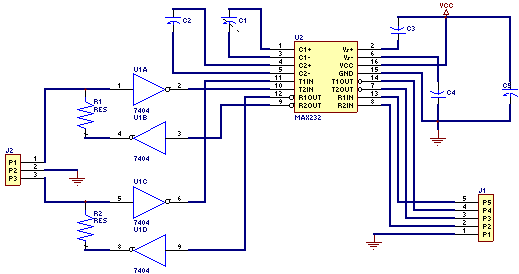 VCC
C2
C1
C3
U2
1 C1+ V+ 2
3 C1- V- 6
4 C2+ VCC 16
5 C2- GND 15
11 T1IN T1OUT 14
10 T2IN T2OUT 7
12 R1OUT R1IN 13
9 R2OUT R2IN 8
MAX232
C4
C5
U1A
1 2
7404
R1
RES
U1B
4 3
7404
J2
P1 1
P2 2
P3 3
U1C
5 6
7404
R2
RES
U1D
8 9
7404
J1
5 P5
4 P4
3 P3
2 P2
1 P1